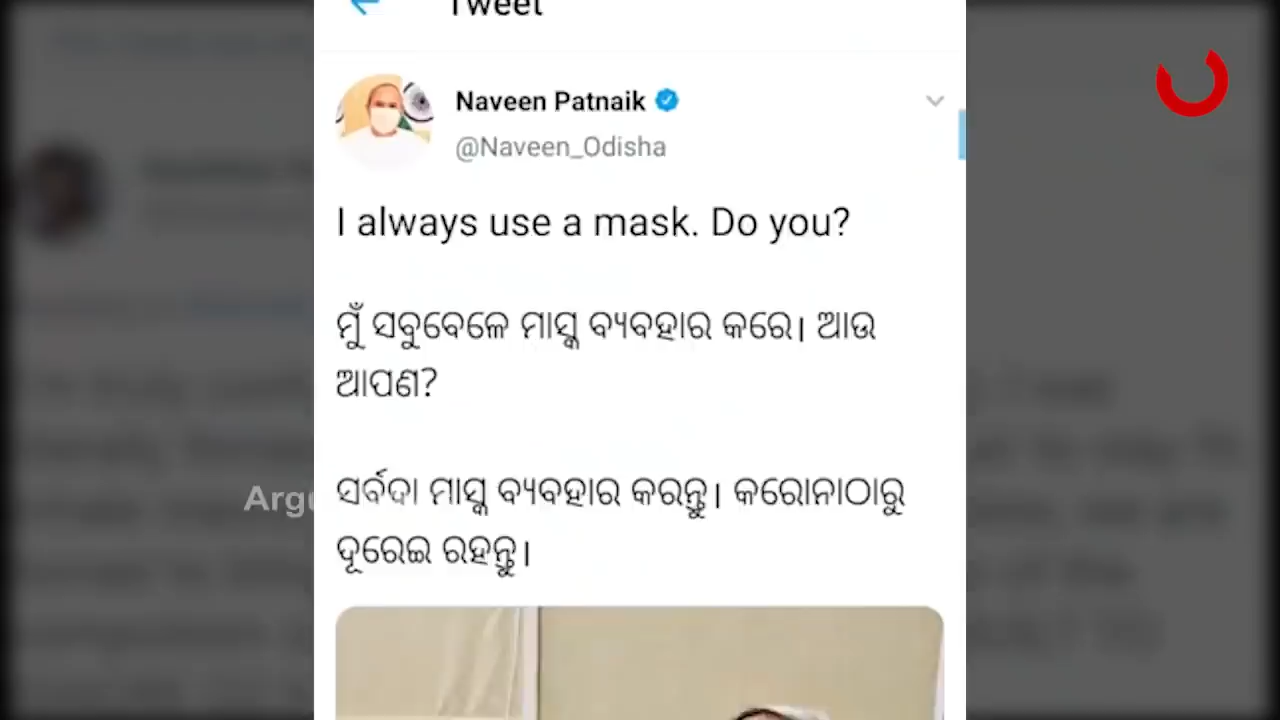 Tweet
Naveen Patnaik
@Naveen_Odisha
I always use a mask. Do you?
ମୁଁ ସବୁବେଳେ ମାସ୍କ ବ୍ୟବହାର କରେ। ଆଉ
ଆପଣ?
ସର୍ବଦା ମାସ୍କ ବ୍ୟବହାର କରନ୍ତୁ। କରୋନାଠାରୁ
ଦୂରେଇ ରହନ୍ତୁ।